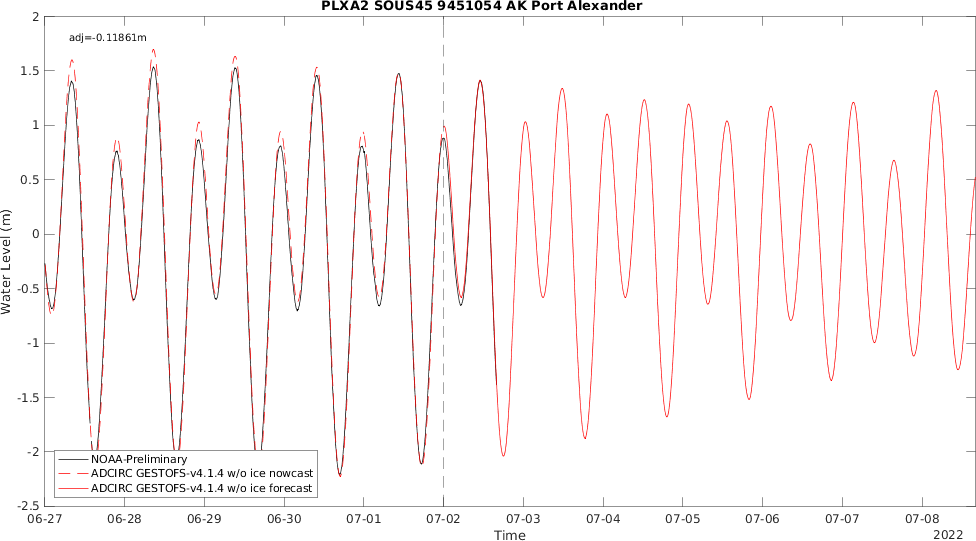 PLXA2 SOUS45 9451054 AK Port Alexander
adj=-0.11861m
2
1.5
1
0.5
0
-0.5
-1
-1.5
-2
-2.5
Water Level (m)
NOAA-Preliminary
ADCIRC GESTOFS-v4.1.4 w/o ice nowcast
ADCIRC GESTOFS-v4.1.4 w/o ice forecast
06-27 06-28 06-29 06-30 07-01 07-02 07-03 07-04 07-05 07-06 07-07 07-08
Time
2022